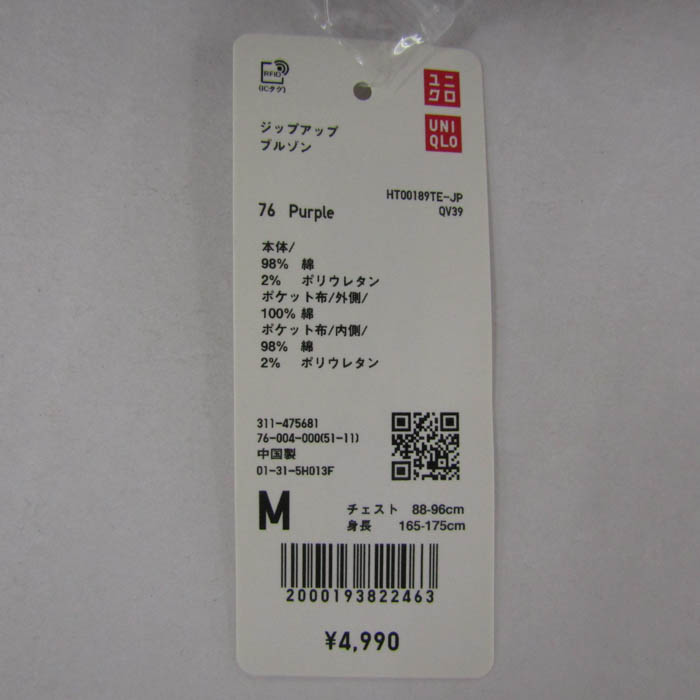 RFID
(ICタグ)
ユニ
クロ
UNI
QLO
ジップアップ
ブルゾン
HT00189TE-JP
76 Purple
QV39
本体/
98% 綿
2% ポリウレタン
ポケット布/外側/
100% 綿
ポケット布/内側/
98% 綿
2% ポリウレタン
311-475681
76-004-000(51-11)
中国製
01-31-5H013F
M
チェスト 88-96cm
身長 165-175cm
2000193822463
¥4,990